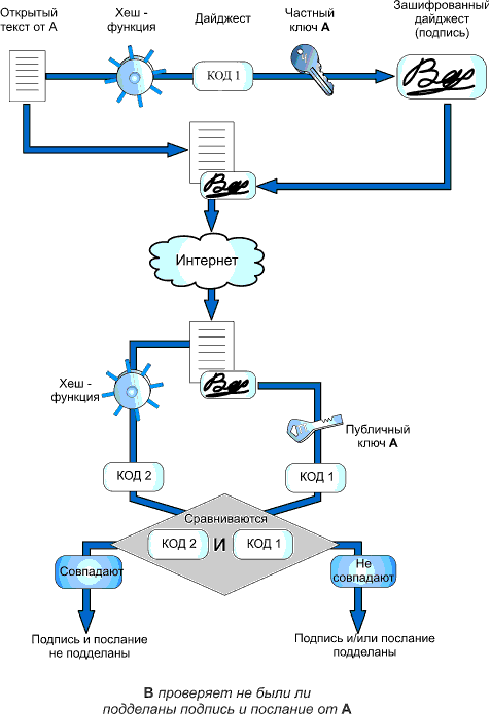 Открытый
текст от А
Хеш -
функция
Дайджест
Частный
ключ А
Зашифрованный
дайджест
(подпись)
КОД 1
Интернет
Хеш -
функция
Публичный
ключ А
КОД 2
КОД 1
Сравниваются
КОД 2 И КОД 1
Совпадают
Не
совпадают
Подпись и послание
не подделаны
Подпись и/или послание
подделаны
В проверяет не были ли
подделаны подпись и послание от А